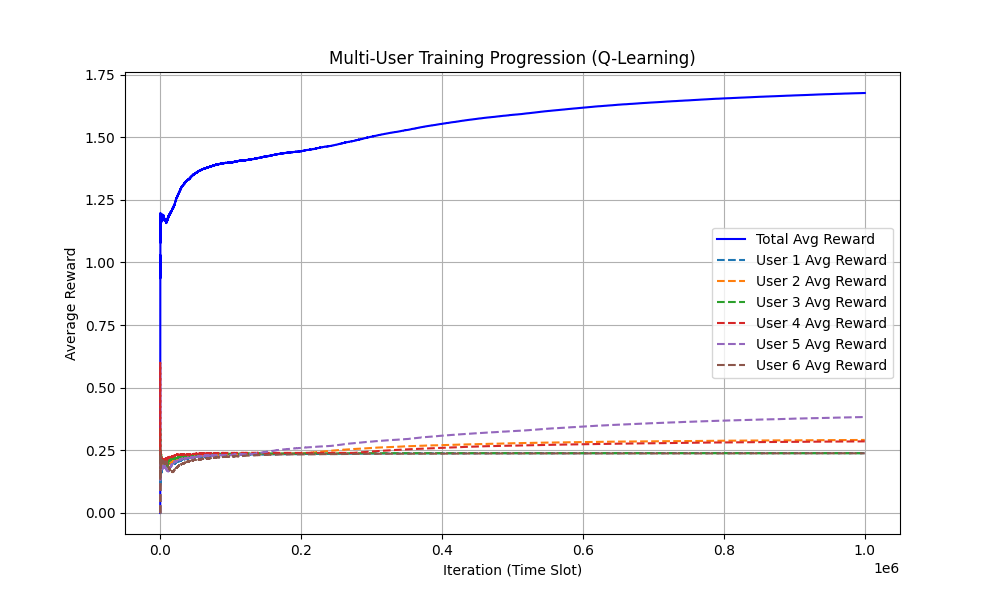 Multi-User Training Progression (Q-Learning)
1.75
1.50
1.25
1.00
0.75
0.50
0.25
0.00
Average Reward
Total Avg Reward
User 1 Avg Reward
User 2 Avg Reward
User 3 Avg Reward
User 4 Avg Reward
User 5 Avg Reward
User 6 Avg Reward
0.0 0.2 0.4 0.6 0.8 1.0
1e6
Iteration (Time Slot)